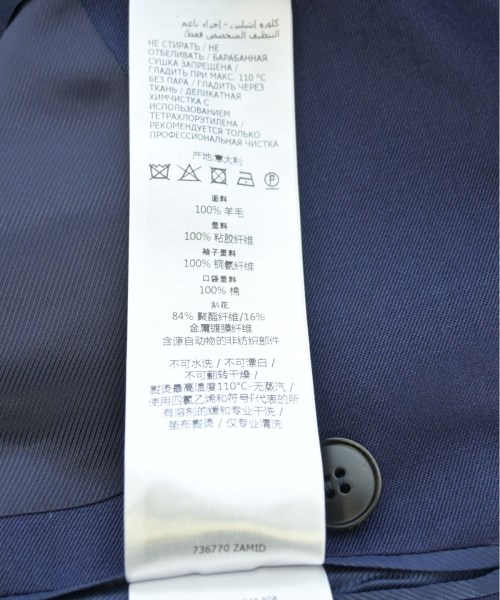 كلورو إيثيلين - إجراء ناعم
التنظيف المتخصص فقط/
НЕ СТИРАТЬ / НЕ
ОТБЕЛИВАТЬ / БАРАБАННАЯ
СУШКА ЗАПРЕЩЕНА /
ГЛАДИТЬ ПРИ МАКС. 110 °C
БЕЗ ПАРА / ГЛАДИТЬ ЧЕРЕЗ
ТКАНЬ / ДЕЛИКАТНАЯ
ХИМЧИСТКА С
ИСПОЛЬЗОВАНИЕМ
ТЕТРАХЛОРЭТИЛЕНА /
РЕКОМЕНДУЕТСЯ ТОЛЬКО
ПРОФЕССИОНАЛЬНАЯ ЧИСТКА
产地:意大利
P
面料
100% 羊毛
里料
100% 粘胶纤维
袖子里料
100% 铜氨纤维
口袋里料
100% 棉
贴花
84% 聚酯纤维/16%
金属镀膜纤维
含源自动物的非纺织部件
不可水洗 / 不可漂白 /
不可翻转干燥 /
熨烫最高温度110°C-无蒸汽 /
使用四氯乙烯和符号F代表的所
有溶剂的缓和专业干洗 /
垫布熨烫 / 仅专业清洗
736770 ZAMID